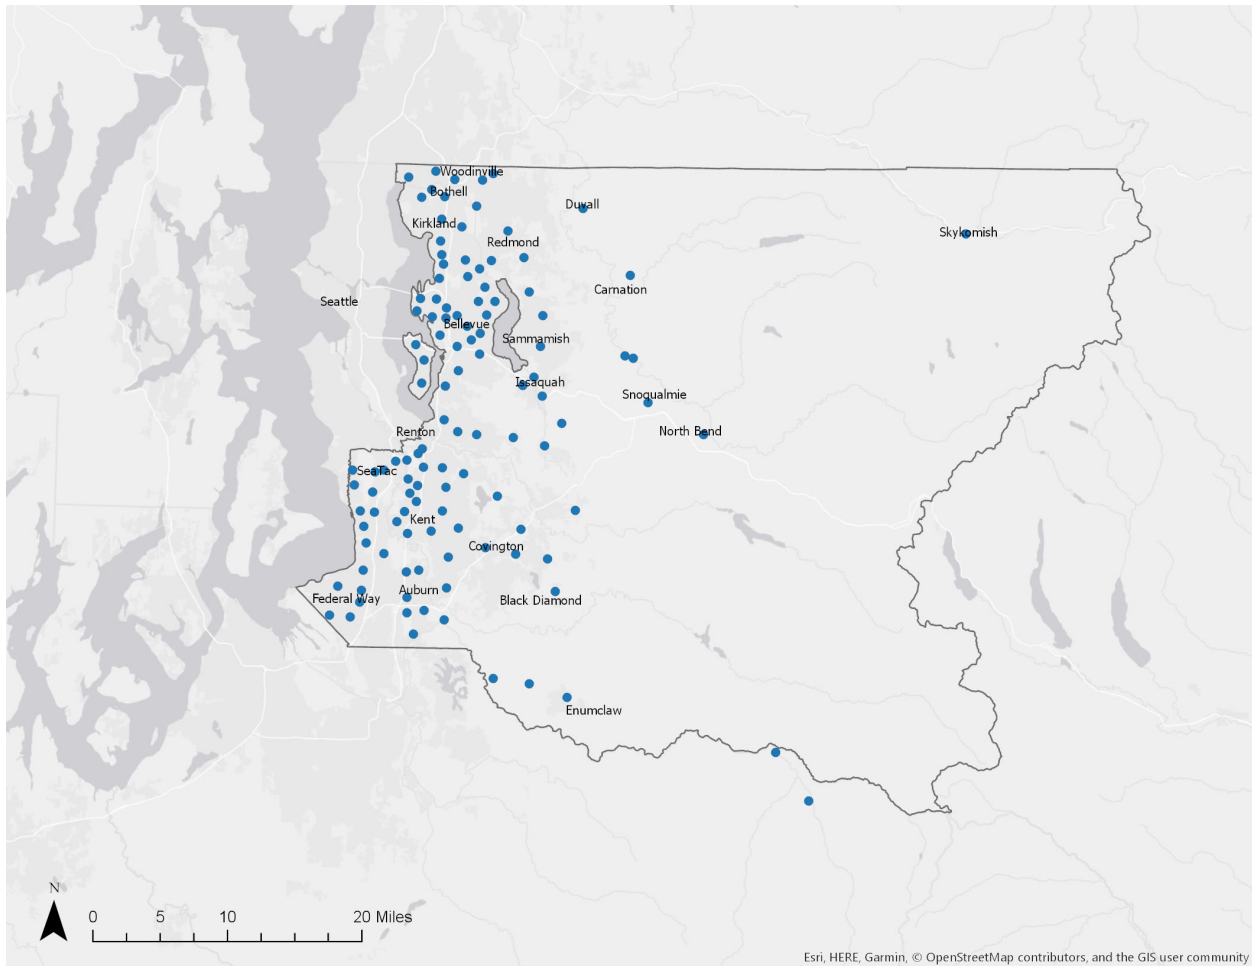 Woodinville
Bothell
Duvall
Kirkland
Skykomish
Redmond
Carnation
Seattle
Bellevue
Sammamish
Issaquah
Snoqualmie
Renton
North Bend
SeaTac
Kent
Covington
Auburn
Federal Way
Black Diamond
Enumclaw
N
0 5 10 20 Miles
Esri, HERE, Garmin, © OpenStreetMap contributors, and the GIS user community